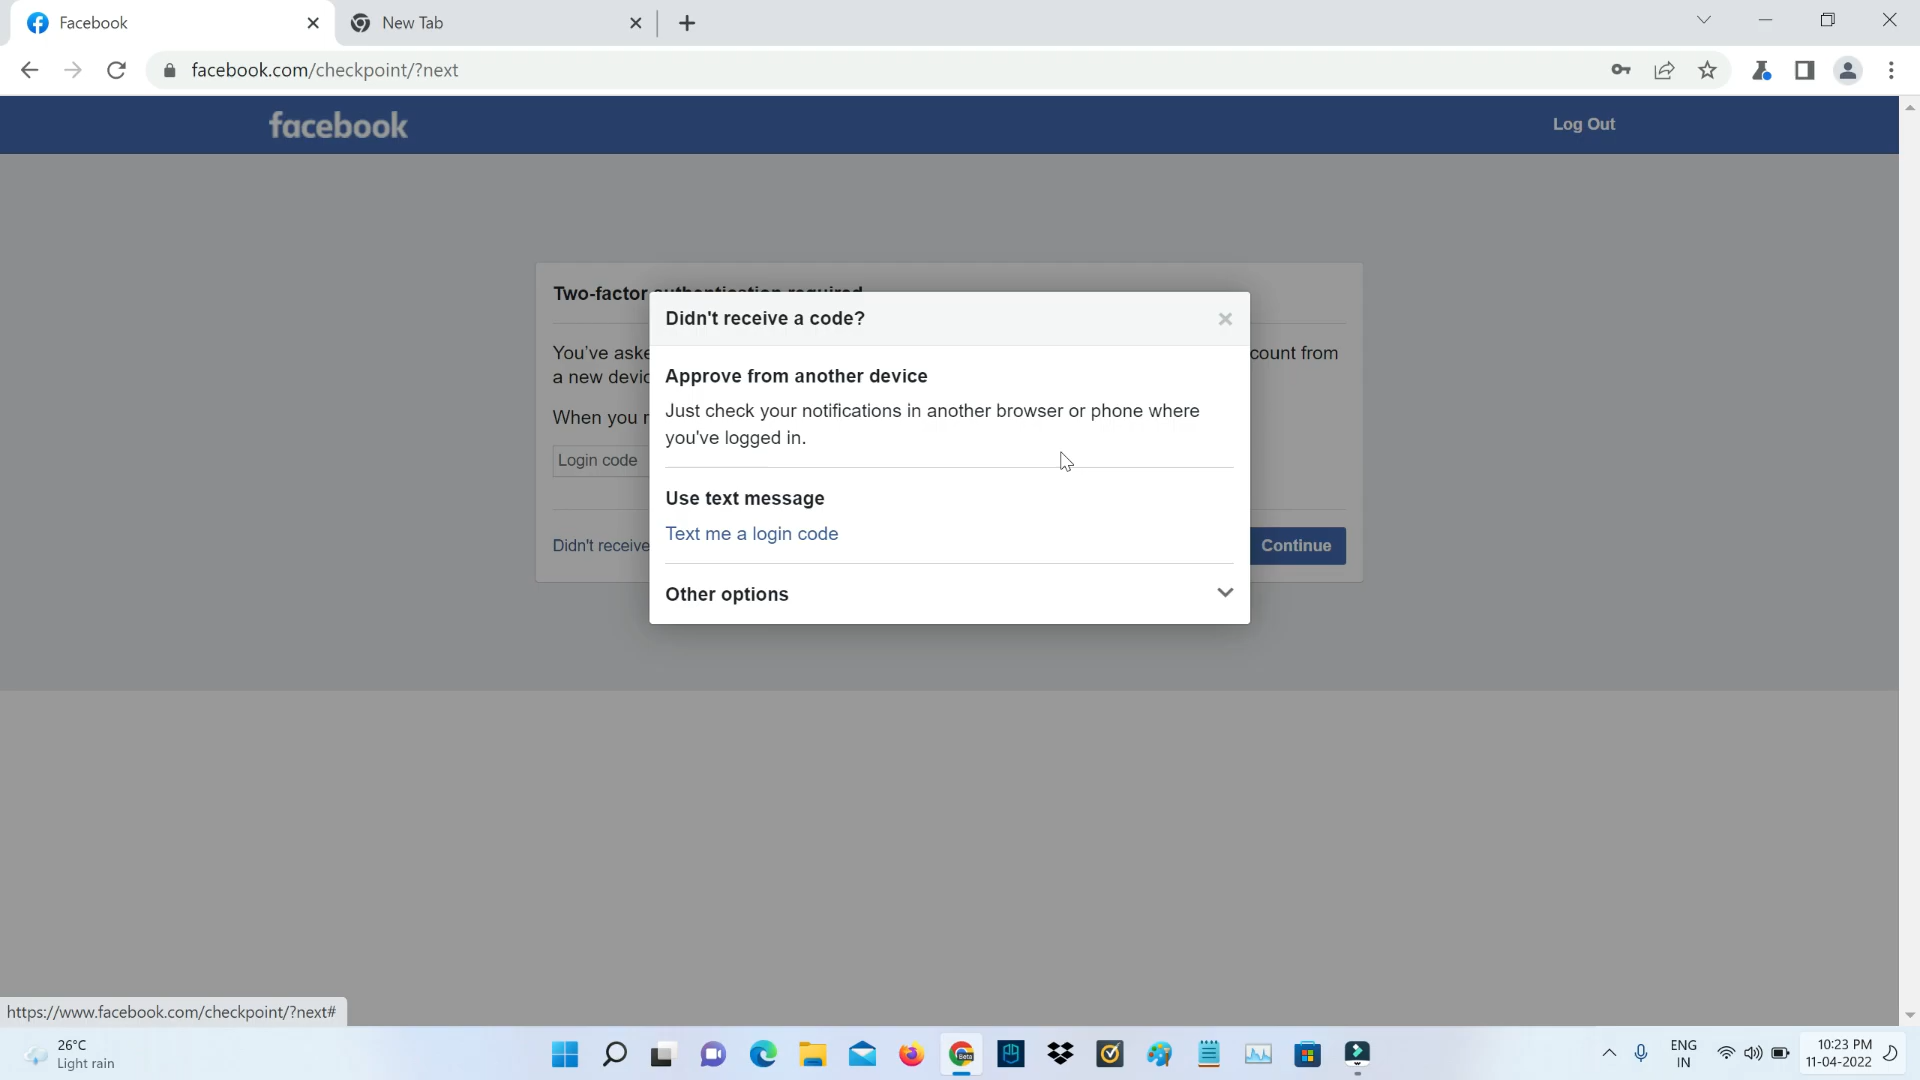 Facebook
New Tab
facebook.com/checkpoint/?next
facebook
Log Out
Two-factor authentication required
Didn't receive a code?
You've aske
count from
a new devic
Approve from another device
When you r
Just check your notifications in another browser or phone where
you've logged in.
Login code
Use text message
Text me a login code
Didn't receive
Continue
Other options
https://www.facebook.com/checkpoint/?next#
26°C
Light rain
Beta
ENG
IN
10:23 PM
11-04-2022